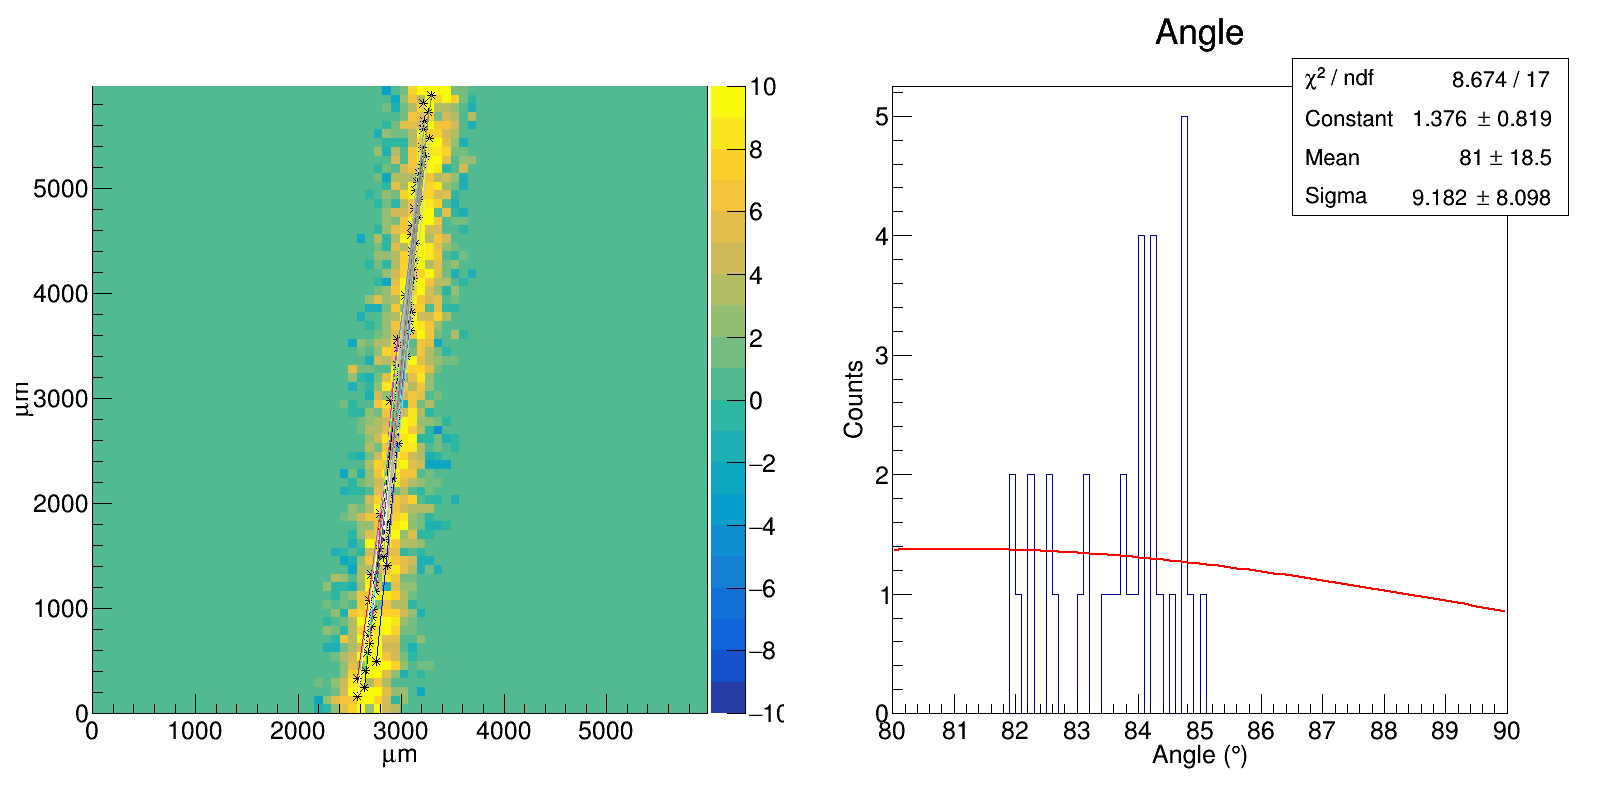 Angle
χ² / ndf 8.674 / 17
Constant 1.376 ± 0.819
Mean 81 ± 18.5
Sigma 9.182 ± 8.098
μm
5000
4000
3000
2000
1000
0
0 1000 2000 3000 4000 5000
μm
10
8
6
4
2
0
−2
−4
−6
−8
−10
Counts
5
4
3
2
1
0
80 81 82 83 84 85 86 87 88 89 90
Angle (°)